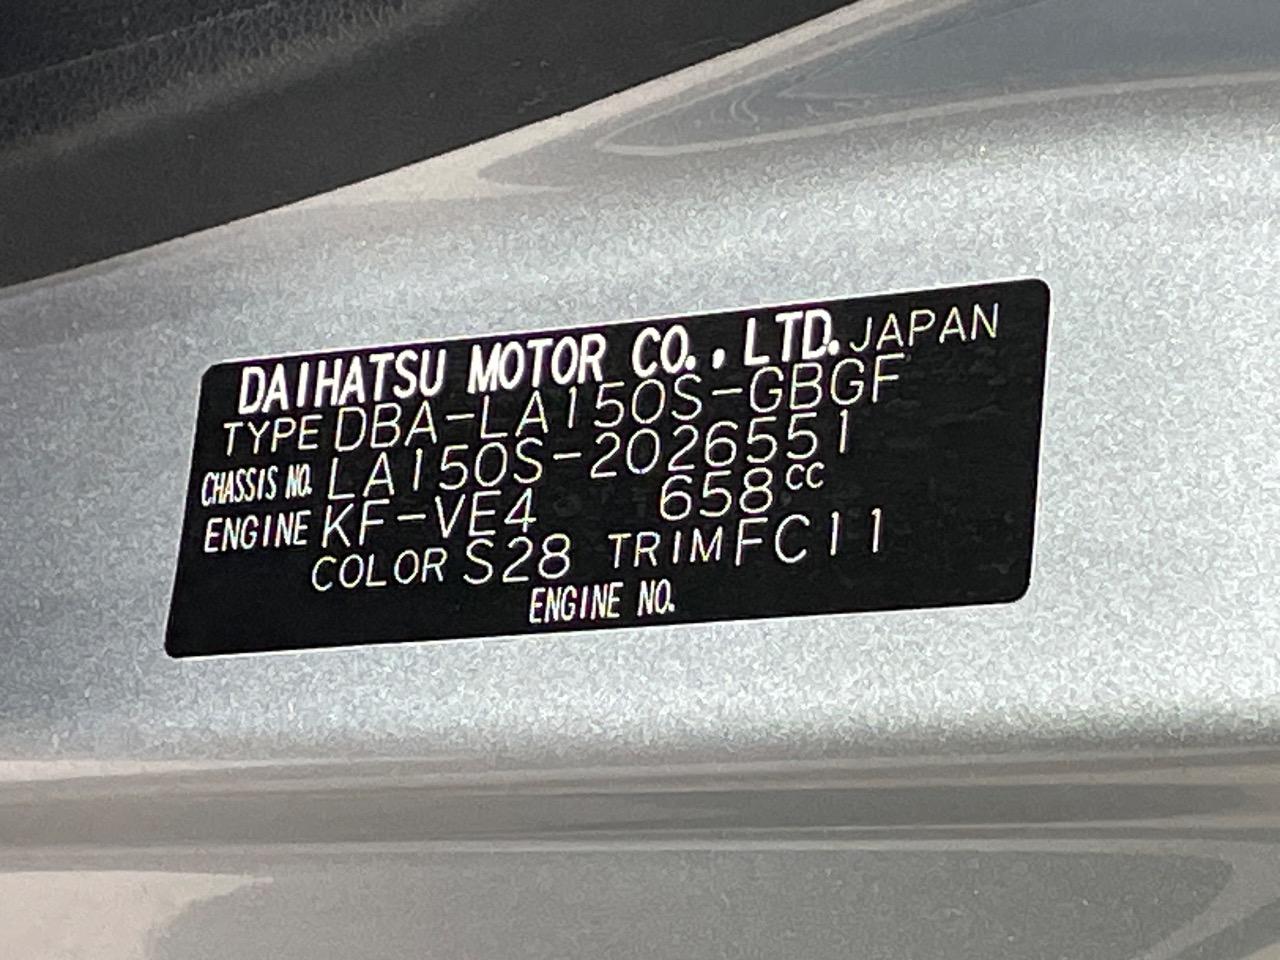 DAIHATSU MOTOR CO., LTD. JAPAN
TYPE DBA-LA150S-GBGF
CHASSIS NO. LA150S-2026551
ENGINE KF-VE4 658cc
COLOR S28 TRIM FC11
ENGINE NO.